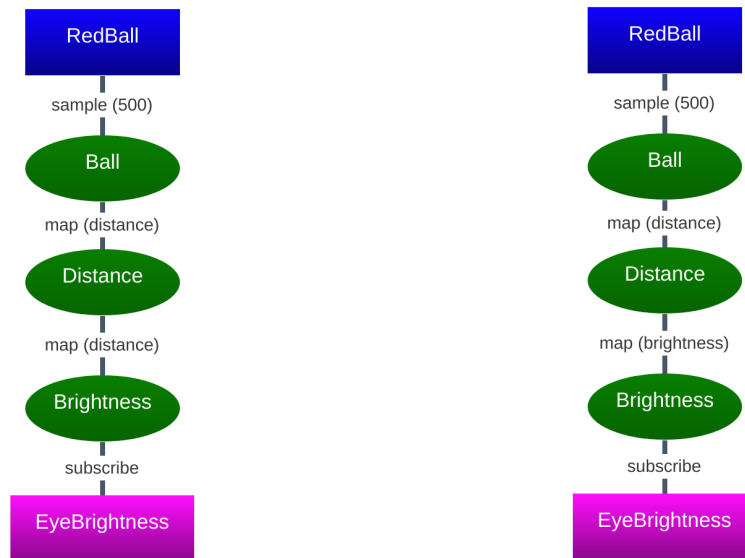 RedBall
sample (500)
Ball
map (distance)
Distance
map (distance)
Brightness
subscribe
EyeBrightness
RedBall
sample (500)
Ball
map (distance)
Distance
map (brightness)
Brightness
subscribe
EyeBrightness